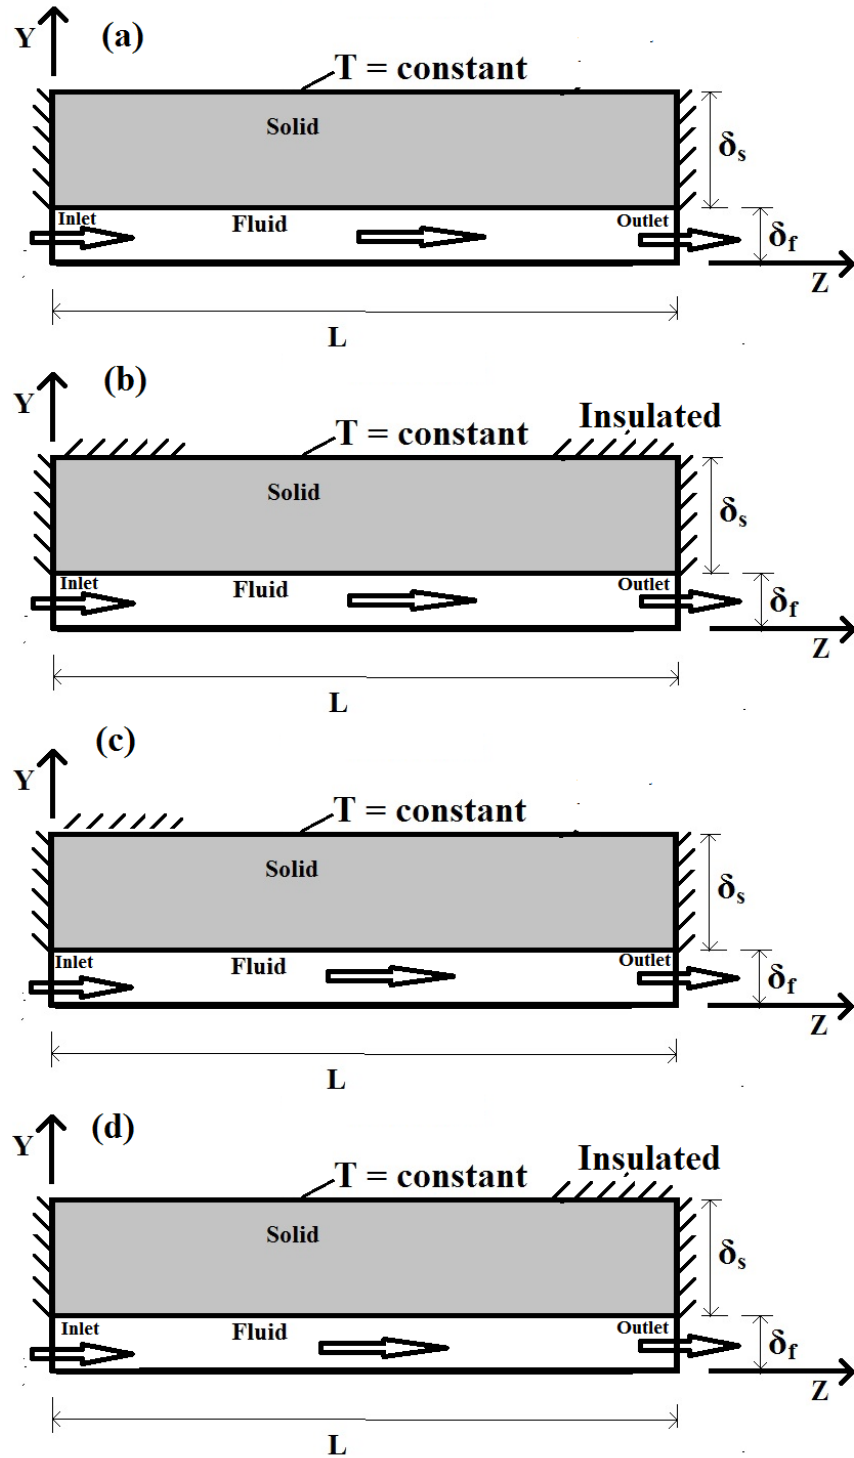 (a)
Y
T = constant
Solid
δs
Inlet
Fluid
Outlet
δf
Z
L
(b)
Y
Insulated
T = constant
Solid
δs
Inlet
Fluid
Outlet
δf
Z
L
(c)
Y
T = constant
Solid
δs
Inlet
Fluid
Outlet
δf
Z
L
(d)
Y
Insulated
T = constant
Solid
δs
Inlet
Fluid
Outlet
δf
Z
L